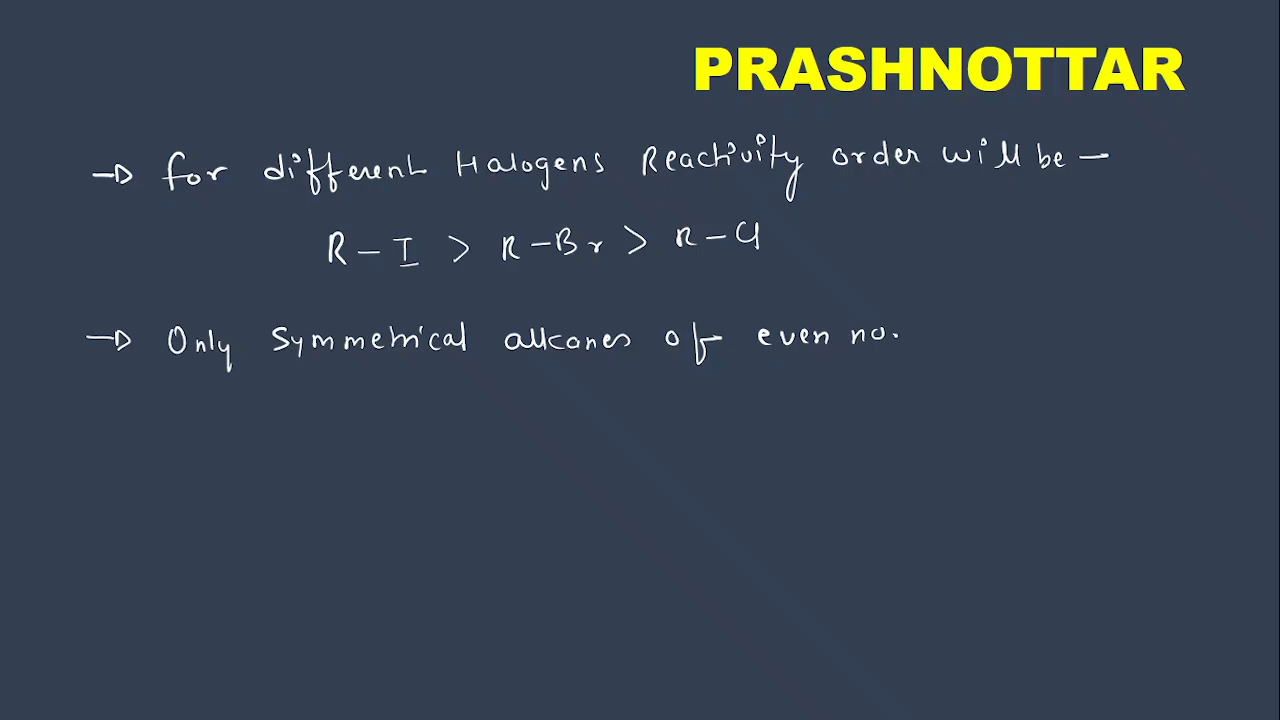 PRASHNOTTAR
→ for different Halogens Reactivity order will be —
R – I > R – Br > R – Cl
→ Only Symmetrical alkanes of even no.